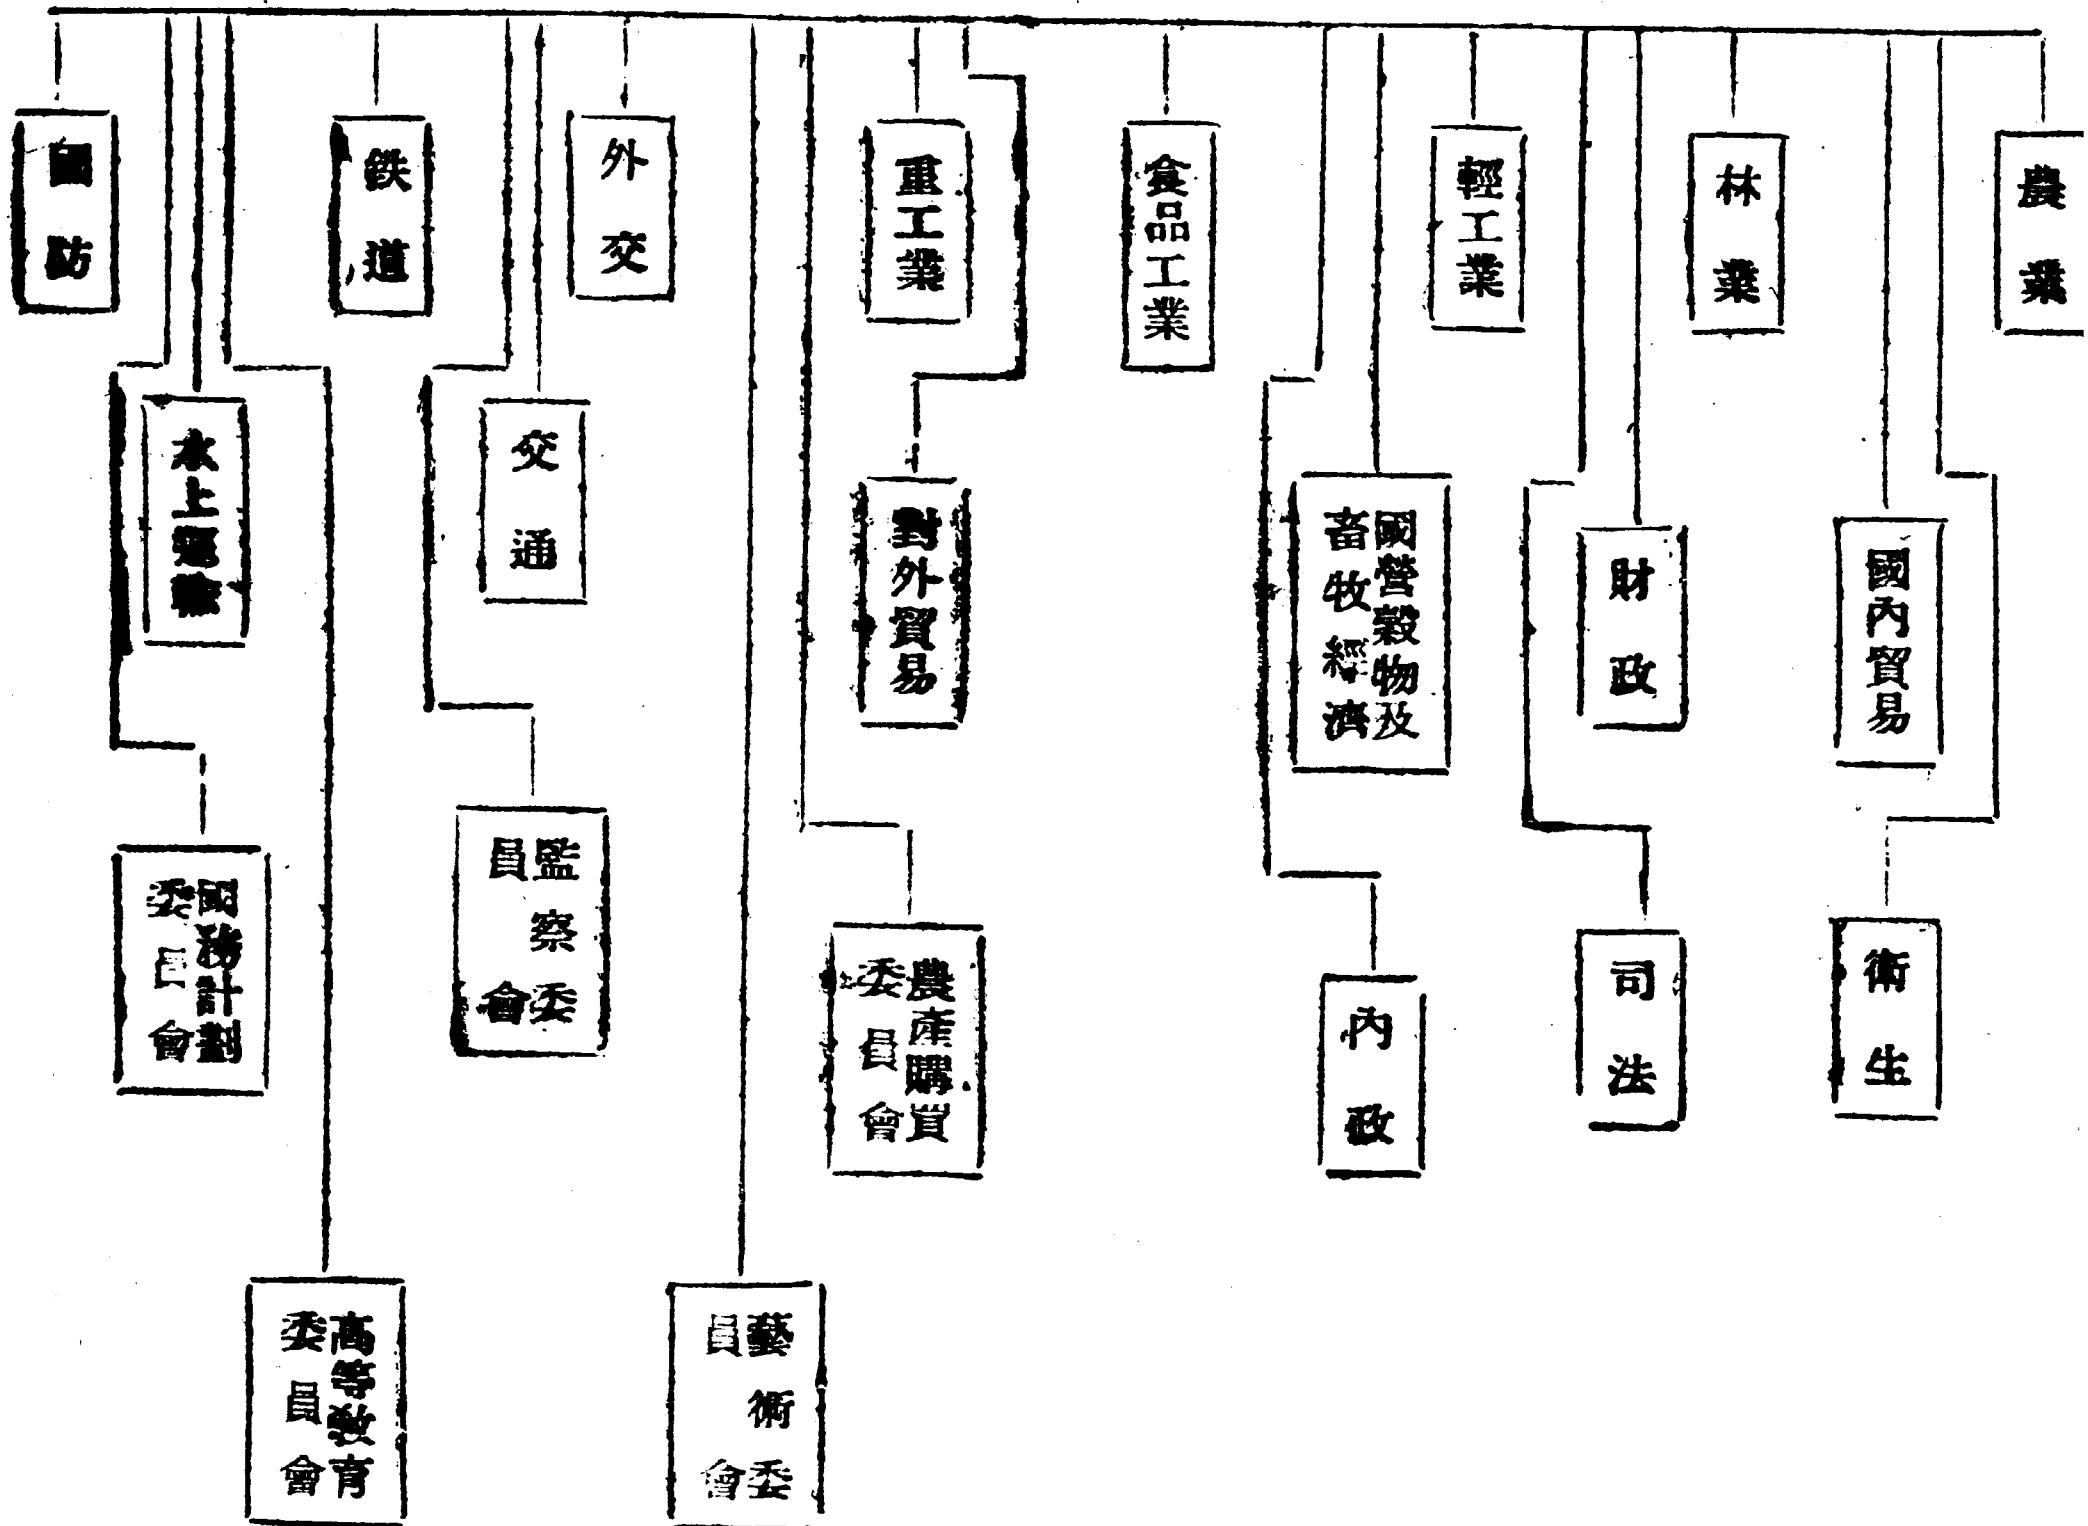 農業
林業
輕工業
食品工業
重工業
外交
鉄道
國防
國內貿易
財政
國營穀物及
畜牧經濟
對外貿易
交通
水上運輸
衛生
司法
內政
農產購買
委員會
監察委
員會
國務計劃
委員會
藝術委
員會
高等教育
委員會